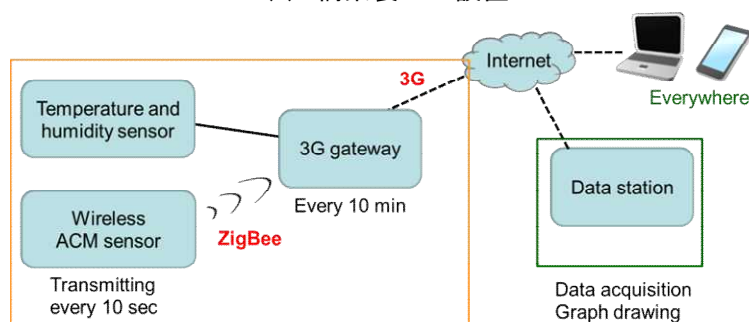 Internet
3G
Everywhere
Temperature and
humidity sensor
3G gateway
Every 10 min
Wireless
ACM sensor
ZigBee
Transmitting
every 10 sec
Data station
Data acquisition
Graph drawing